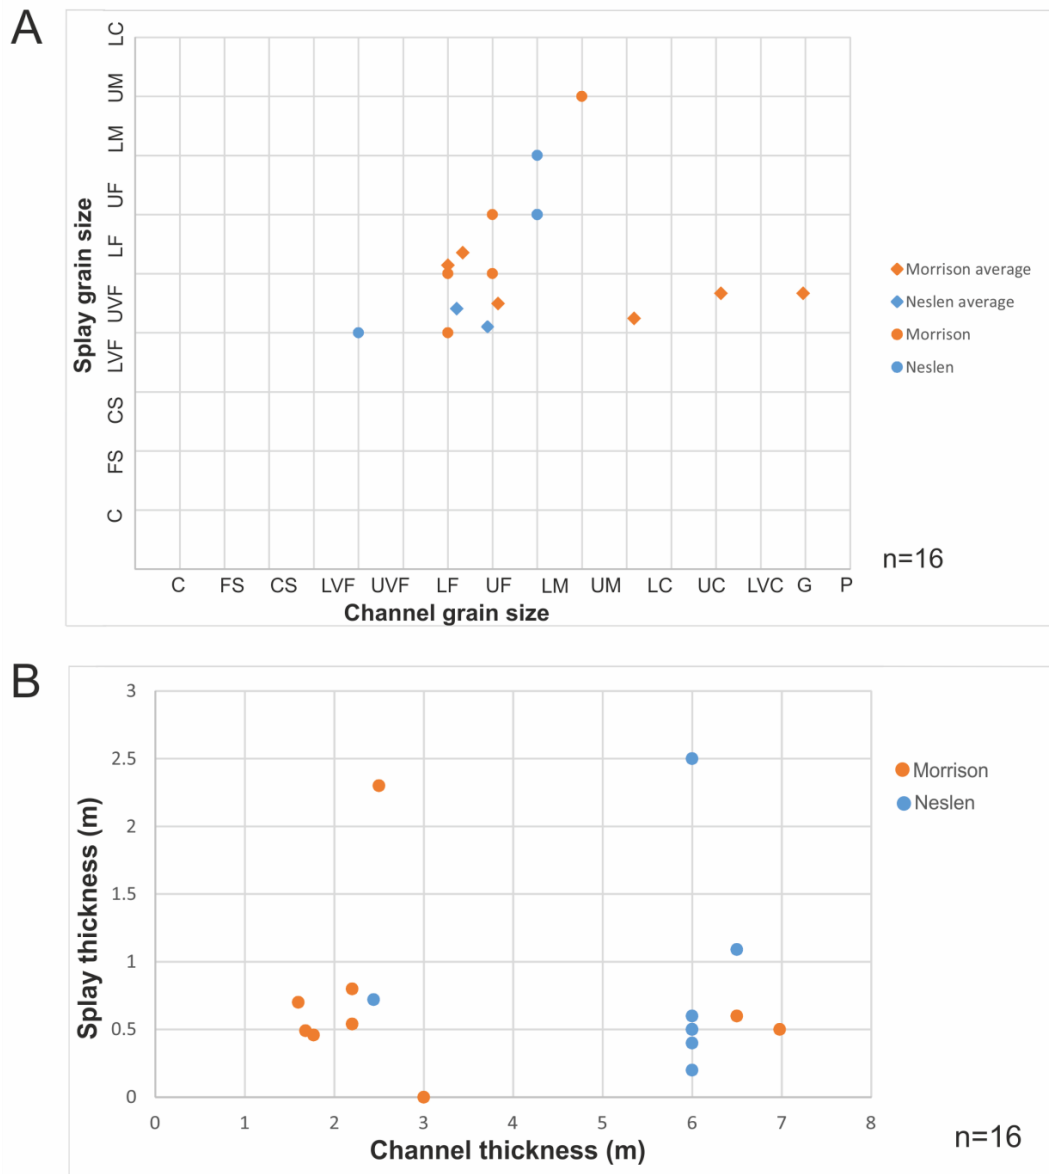 A
LC
UM
LM
UF
LF
UVF
LVF
CS
FS
C
Splay grain size
Morrison average
Neslen average
Morrison
Neslen
n=16
C FS CS LVF UVF LF UF LM UM LC UC LVC G P
Channel grain size
B
3
2.5
2
1.5
1
0.5
0
Splay thickness (m)
Morrison
Neslen
0 1 2 3 4 5 6 7 8
Channel thickness (m)
n=16